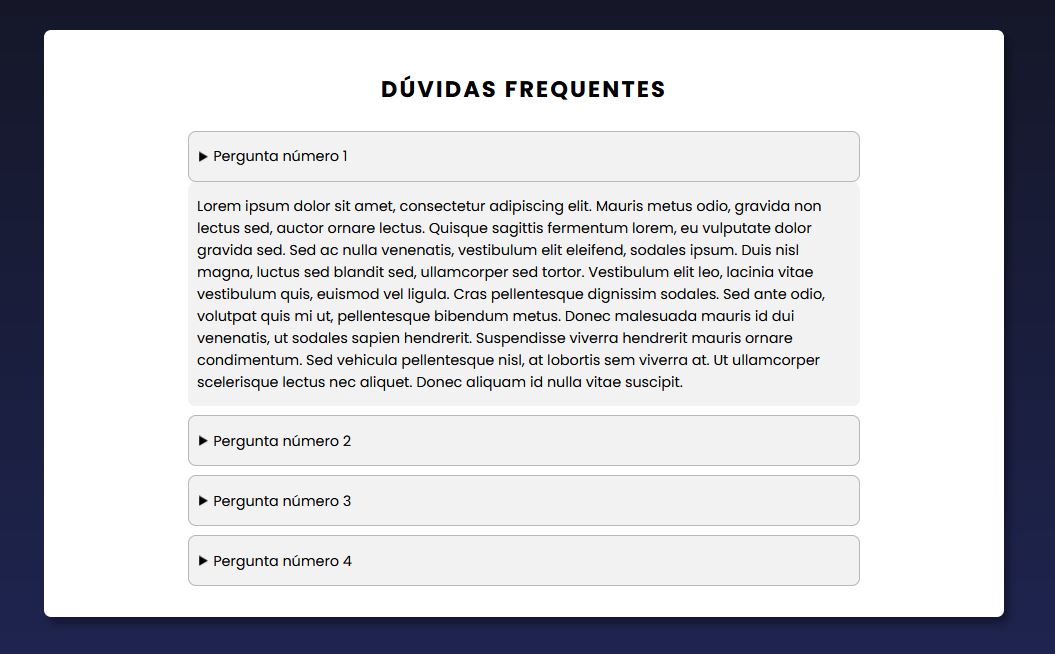 DÚVIDAS FREQUENTES
Pergunta número 1
Lorem ipsum dolor sit amet, consectetur adipiscing elit. Mauris metus odio, gravida non
lectus sed, auctor ornare lectus. Quisque sagittis fermentum lorem, eu vulputate dolor
gravida sed. Sed ac nulla venenatis, vestibulum elit eleifend, sodales ipsum. Duis nisl
magna, luctus sed blandit sed, ullamcorper sed tortor. Vestibulum elit leo, lacinia vitae
vestibulum quis, euismod vel ligula. Cras pellentesque dignissim sodales. Sed ante odio,
volutpat quis mi ut, pellentesque bibendum metus. Donec malesuada mauris id dui
venenatis, ut sodales sapien hendrerit. Suspendisse viverra hendrerit mauris ornare
condimentum. Sed vehicula pellentesque nisl, at lobortis sem viverra at. Ut ullamcorper
scelerisque lectus nec aliquet. Donec aliquam id nulla vitae suscipit.
Pergunta número 2
Pergunta número 3
Pergunta número 4